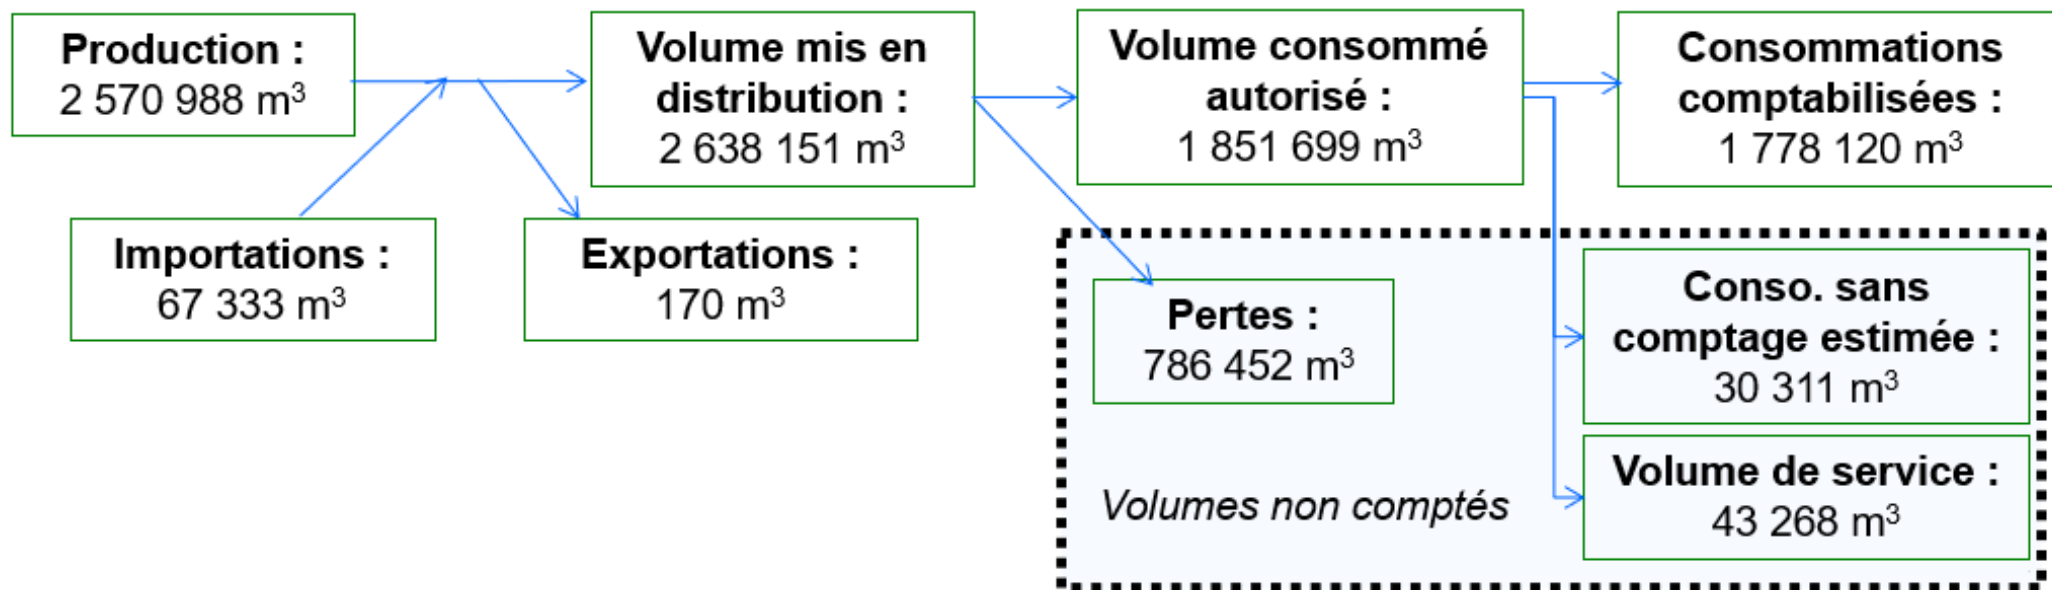 Production :
2 570 988 m³
Volume mis en
distribution :
2 638 151 m³
Volume consommé
autorisé :
1 851 699 m³
Consommations
comptabilisées :
1 778 120 m³
Importations :
67 333 m³
Exportations :
170 m³
Pertes :
786 452 m³
Conso. sans
comptage estimée :
30 311 m³
Volumes non comptés
Volume de service :
43 268 m³